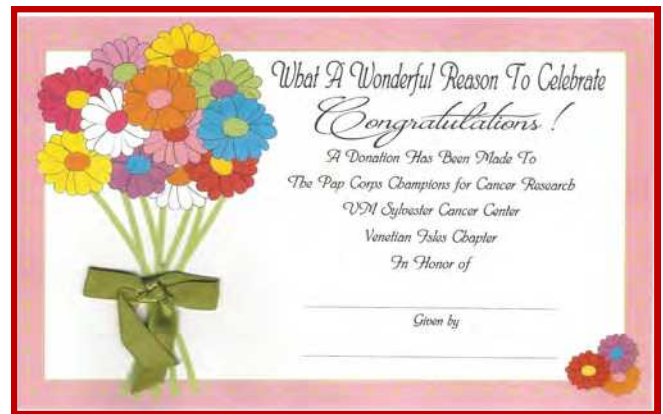 What A Wonderful Reason To Celebrate
Congratulations!
A Donation Has Been Made To
The Pap Corps Champions for Cancer Research
UM Sylvester Cancer Center
Venetian Isles Chapter
In Honor of
Given by